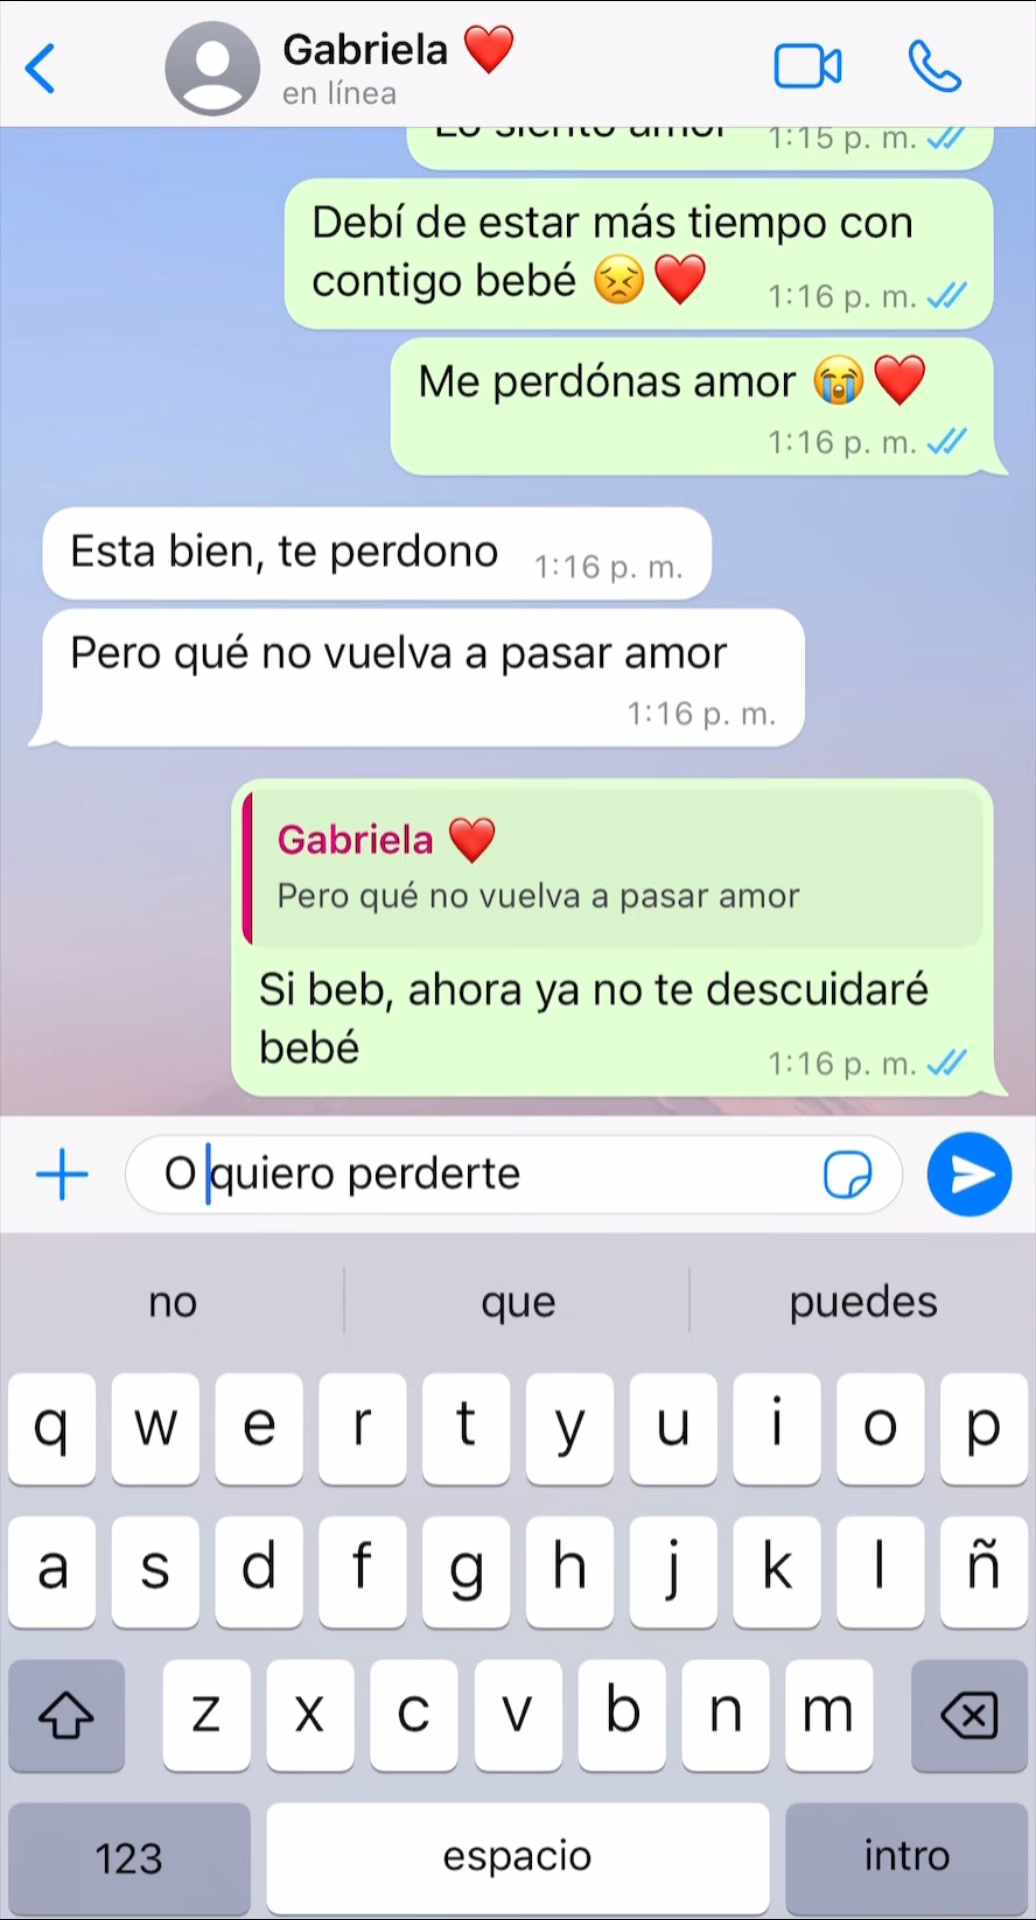 Gabriela ❤️
en línea
Lo siento amor 1:15 p. m.
Debí de estar más tiempo con
contigo bebé 😣❤️ 1:16 p. m.
Me perdónas amor 😭❤️
1:16 p. m.
Esta bien, te perdono 1:16 p. m.
Pero qué no vuelva a pasar amor
1:16 p. m.
Gabriela ❤️
Pero qué no vuelva a pasar amor
Si beb, ahora ya no te descuidaré
bebé 1:16 p. m.
O quiero perderte
no que puedes
q w e r t y u i o p
a s d f g h j k l ñ
z x c v b n m
123 espacio intro